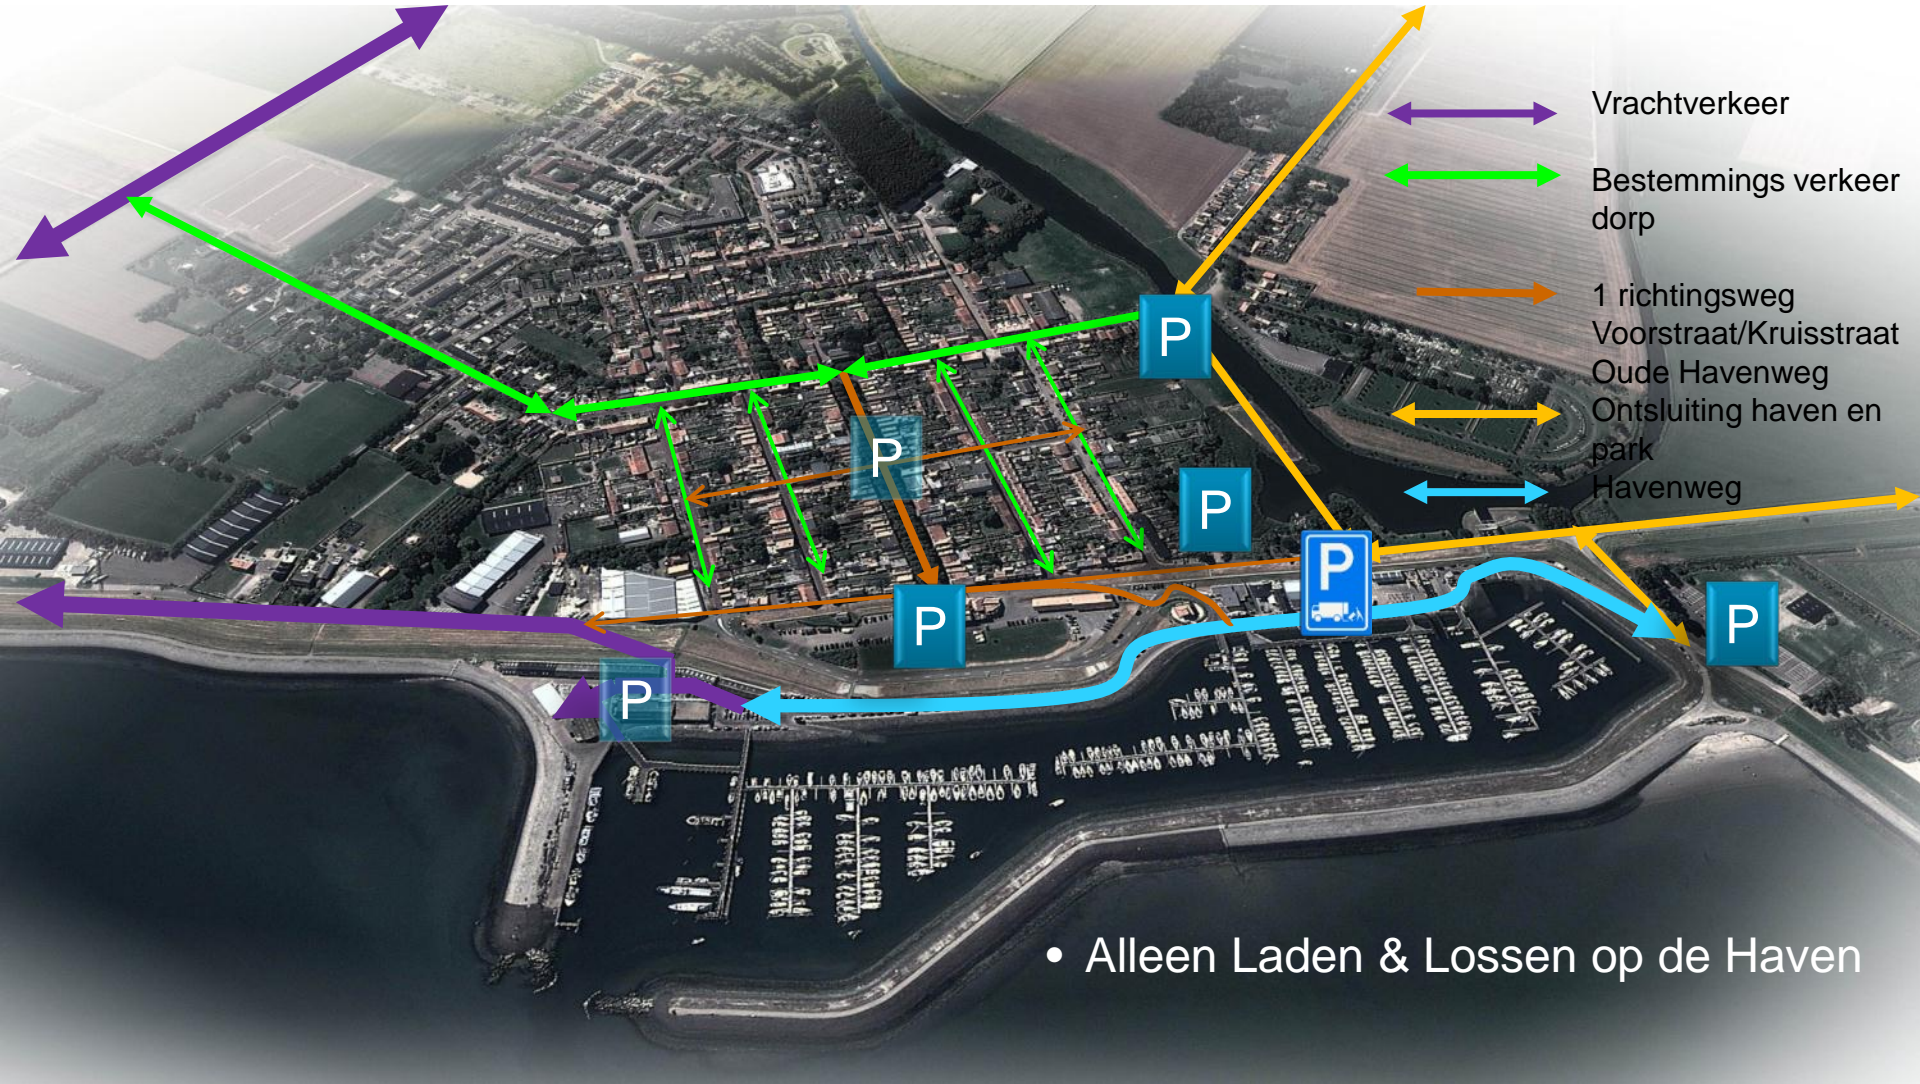 Vrachtverkeer
Bestemmings verkeer
dorp
1 richtingsweg
Voorstraat/Kruisstraat
Oude Havenweg
Ontsluiting haven en
park
Havenweg
P
P
P
P
P
P
P
• Alleen Laden & Lossen op de Haven